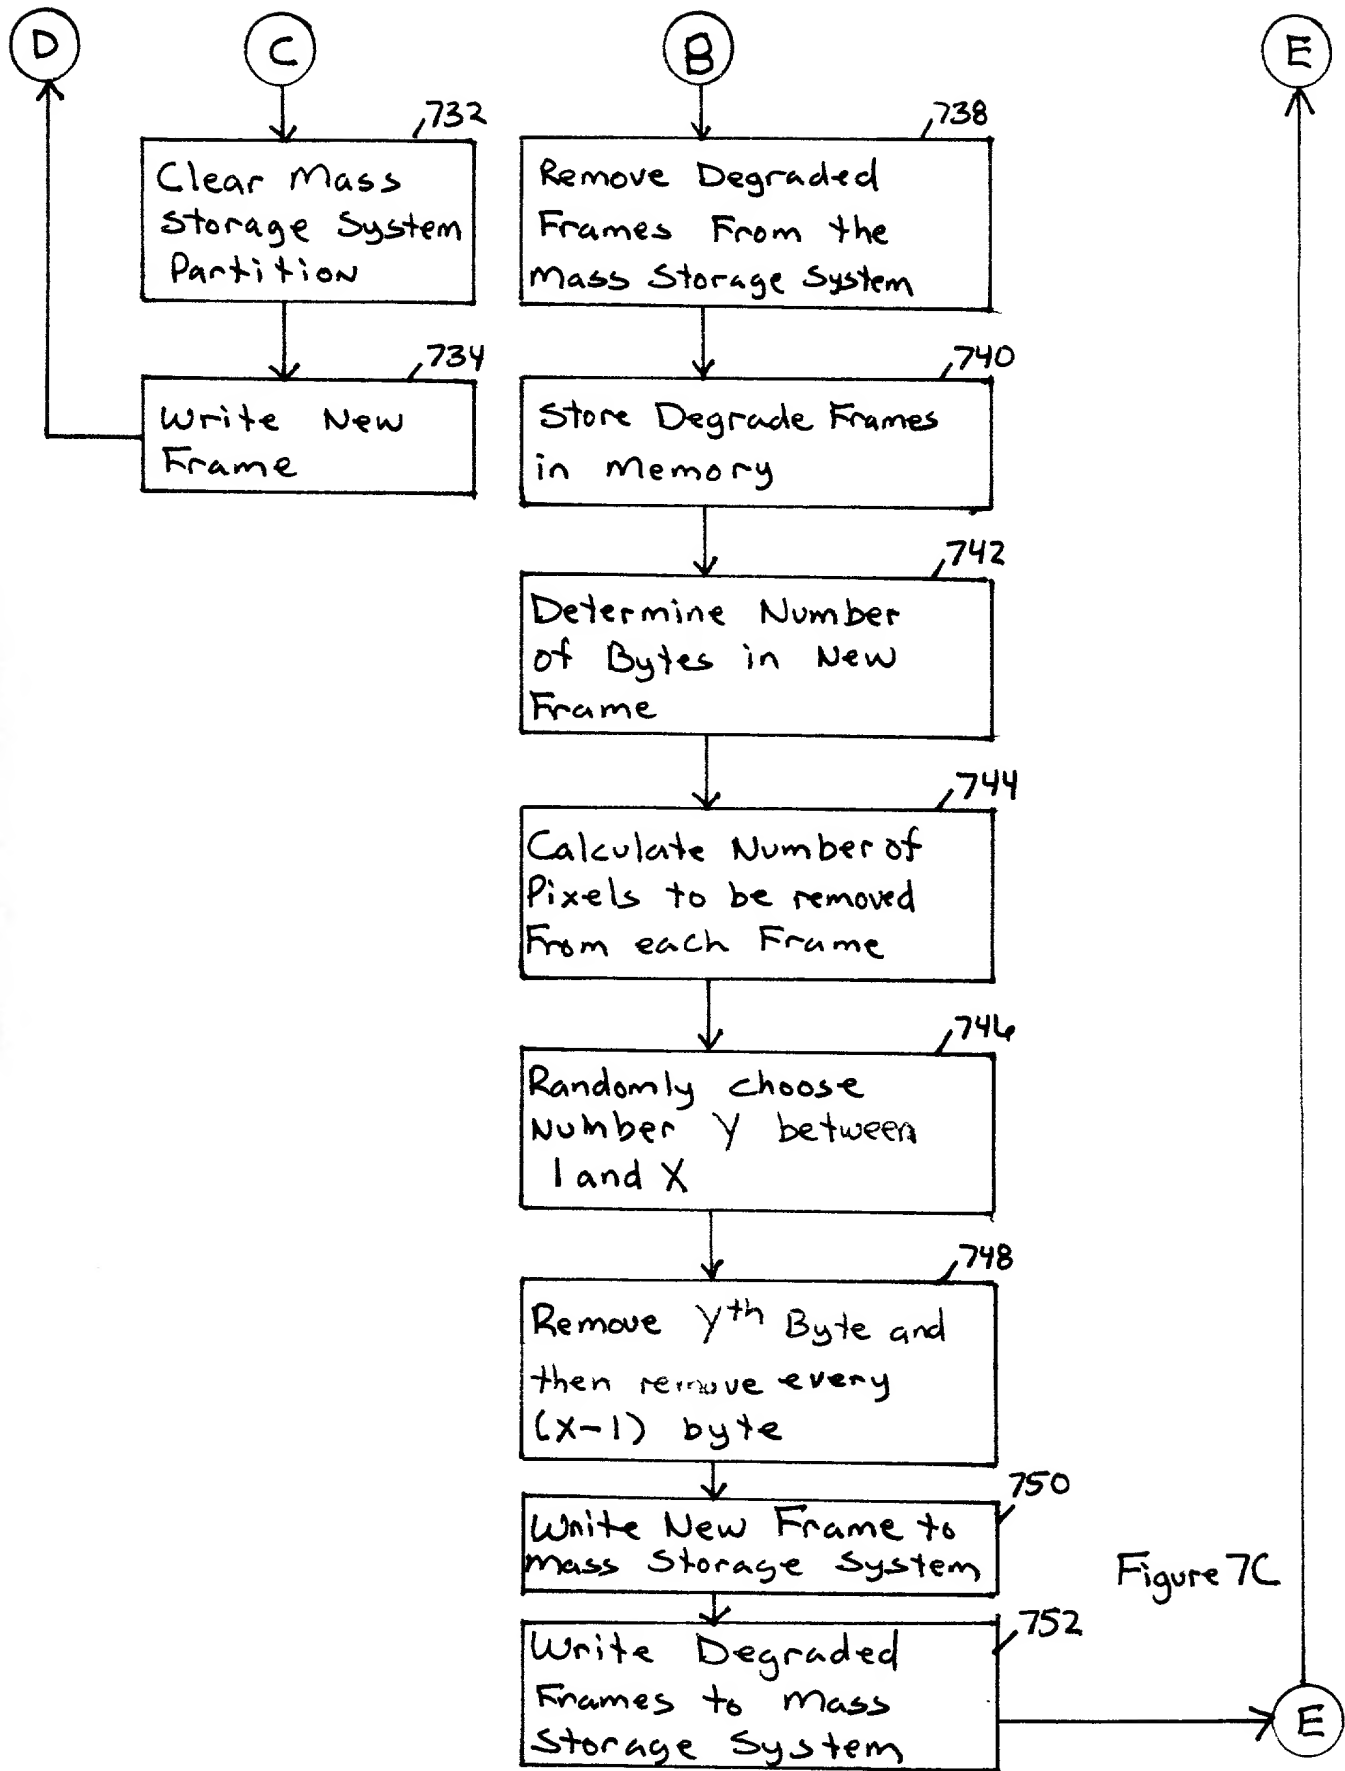 D
C
B
E
732
Clear Mass
Storage System
Partition
734
Write New
Frame
738
Remove Degraded
Frames From the
Mass Storage System
740
Store Degrade Frames
in Memory
742
Determine Number
of Bytes in New
Frame
744
Calculate Number of
Pixels to be removed
From each Frame
746
Randomly choose
Number Y between
1 and X
748
Remove Yth Byte and
then remove every
(X-1) byte
750
Write New Frame to
Mass Storage System
752
Write Degraded
Frames to Mass
Storage System
Figure 7C
E